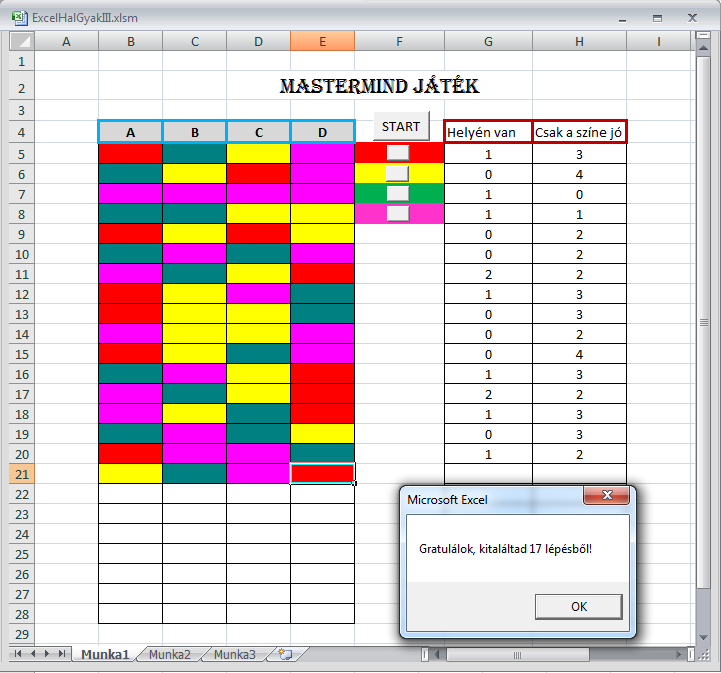 ExcelHalGyakIII.xlsm
A B C D E F G H I
1
2 MASTERMIND JÁTÉK
3
4 A B C D START Helyén van Csak a színe jó
5 1 3
6 0 4
7 1 0
8 1 1
9 0 2
10 0 2
11 2 2
12 1 3
13 0 3
14 0 2
15 0 4
16 1 3
17 2 2
18 1 3
19 0 3
20 1 2
21
22
23
24
25
26
27
28
29
Microsoft Excel
Gratulálok, kitaláltad 17 lépésből!
OK
Munka1 Munka2 Munka3